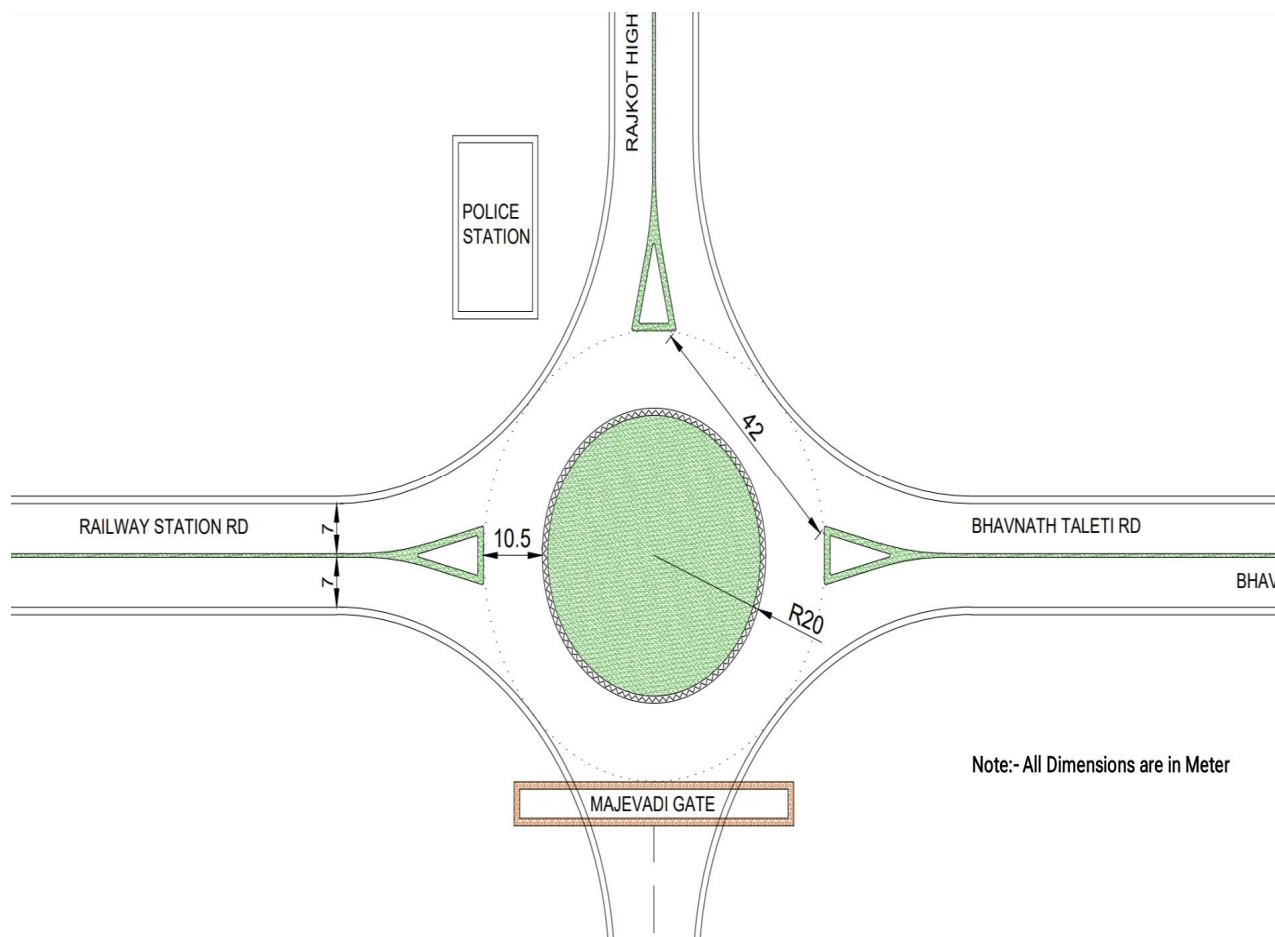 RAJKOT HIGH
POLICE
STATION
42
RAILWAY STATION RD
7
10.5
BHAVNATH TALETI RD
7
BHAV
R20
Note:- All Dimensions are in Meter
MAJEVADI GATE